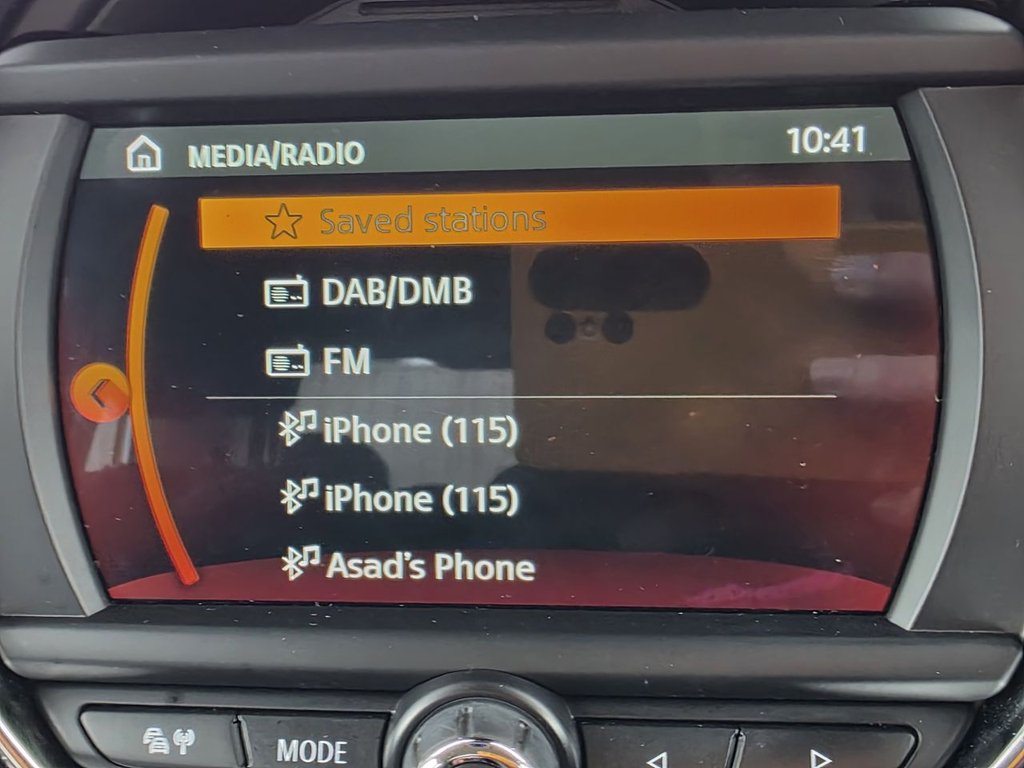 MEDIA/RADIO 10:41
Saved stations
DAB/DMB
FM
iPhone (115)
iPhone (115)
Asad's Phone
MODE